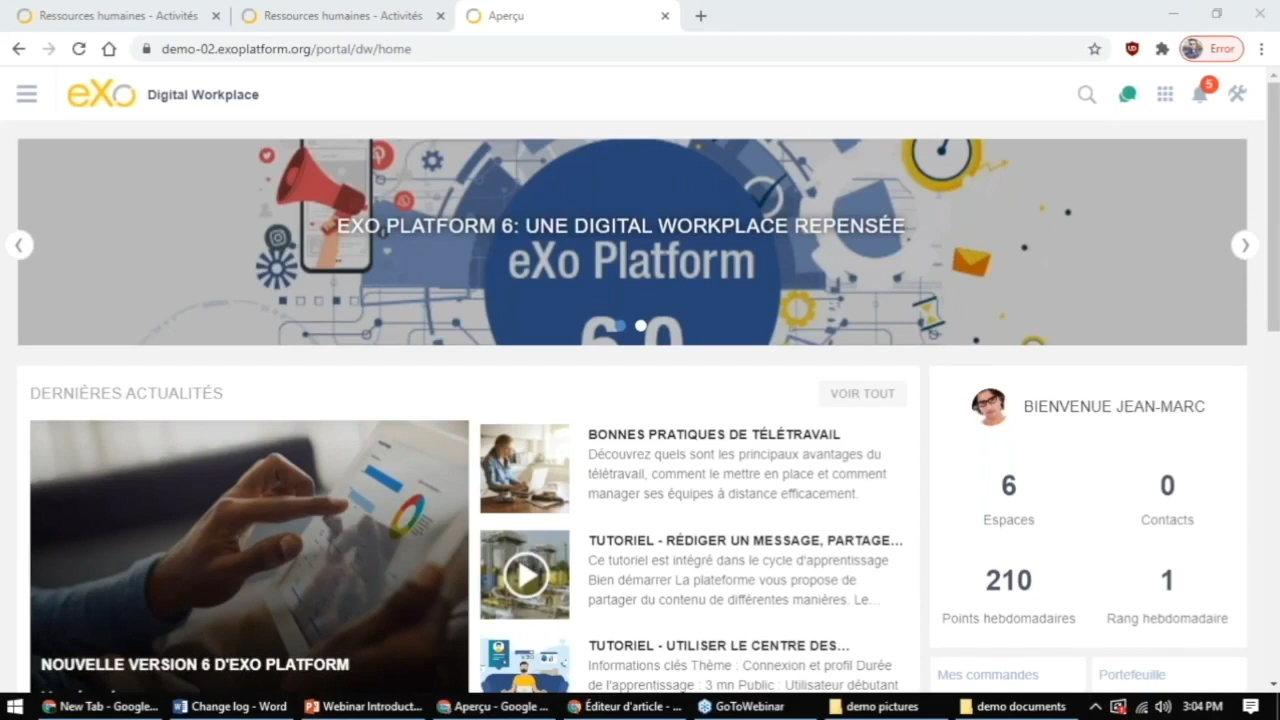 Ressources humaines - Activités
Ressources humaines - Activités
Aperçu
demo-02.exoplatform.org/portal/dw/home
Error
eXo Digital Workplace
5
EXO PLATFORM 6: UNE DIGITAL WORKPLACE REPENSÉE
eXo Platform
6.0
DERNIÉRES ACTUALITÉS
VOIR TOUT
NOUVELLE VERSION 6 D'EXO PLATFORM
BONNES PRATIQUES DE TÉLÉTRAVAIL
Découvrez quels sont les principaux avantages du
télétravail, comment le mettre en place et comment
manager ses équipes à distance efficacement.
TUTORIEL - RÉDIGER UN MESSAGE, PARTAGE...
Ce tutoriel est intégré dans le cycle d'apprentissage
Bien démarrer La plateforme vous propose de
partager du contenu de différentes manières. Le...
TUTORIEL - UTILISER LE CENTRE DES...
Informations clés Thème : Connexion et profil Durée
de l'apprentissage : 3 mn Public : Utilisateur débutant
BIENVENUE JEAN-MARC
6
Espaces
0
Contacts
210
Points hebdomadaires
1
Rang hebdomadaire
Mes commandes
Portefeuille
New Tab - Google...
Change log - Word
Webinar Introduct...
Aperçu - Google ...
Éditeur d'article - ...
GoToWebinar
demo pictures
demo documents
3:04 PM